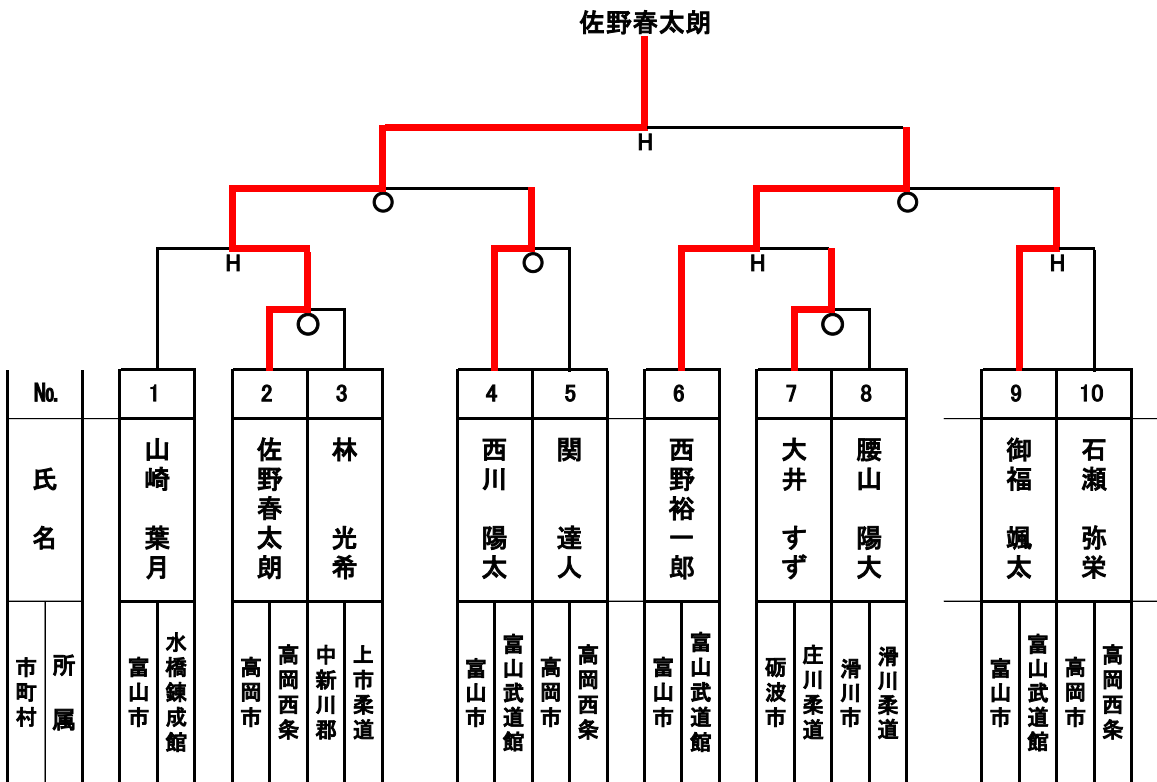 佐野春太朗
H
○
○
H
○
H
H
○
○
No.
1
2
3
4
5
6
7
8
9
10
氏名
山崎 葉月
佐野春太朗
林 光希
西川 陽太
関 達人
西野裕一郎
大井 すず
腰山 陽大
御福 颯太
石瀬 弥栄
市町村
所属
富山市
水橋錬成館
高岡市
高岡西条
中新川郡
上市柔道
富山市
富山武道館
高岡市
高岡西条
富山市
富山武道館
砺波市
庄川柔道
滑川市
滑川柔道
富山市
富山武道館
高岡市
高岡西条